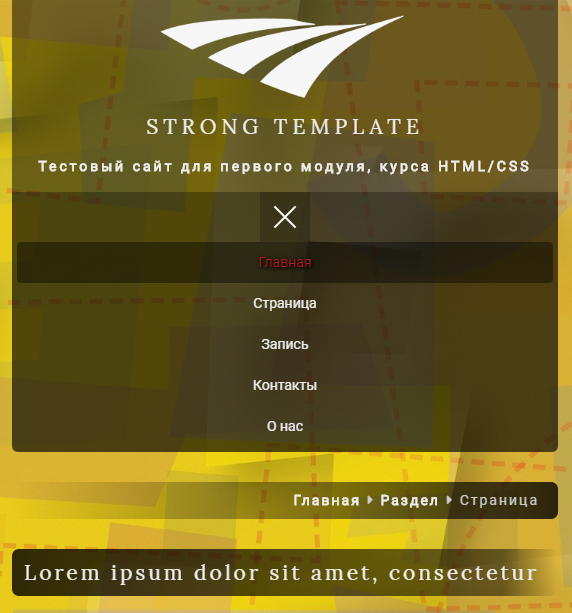 STRONG TEMPLATE
Тестовый сайт для первого модуля, курса HTML/CSS
Главная
Страница
Запись
Контакты
О нас
Главная Раздел Страница
Lorem ipsum dolor sit amet, consectetur